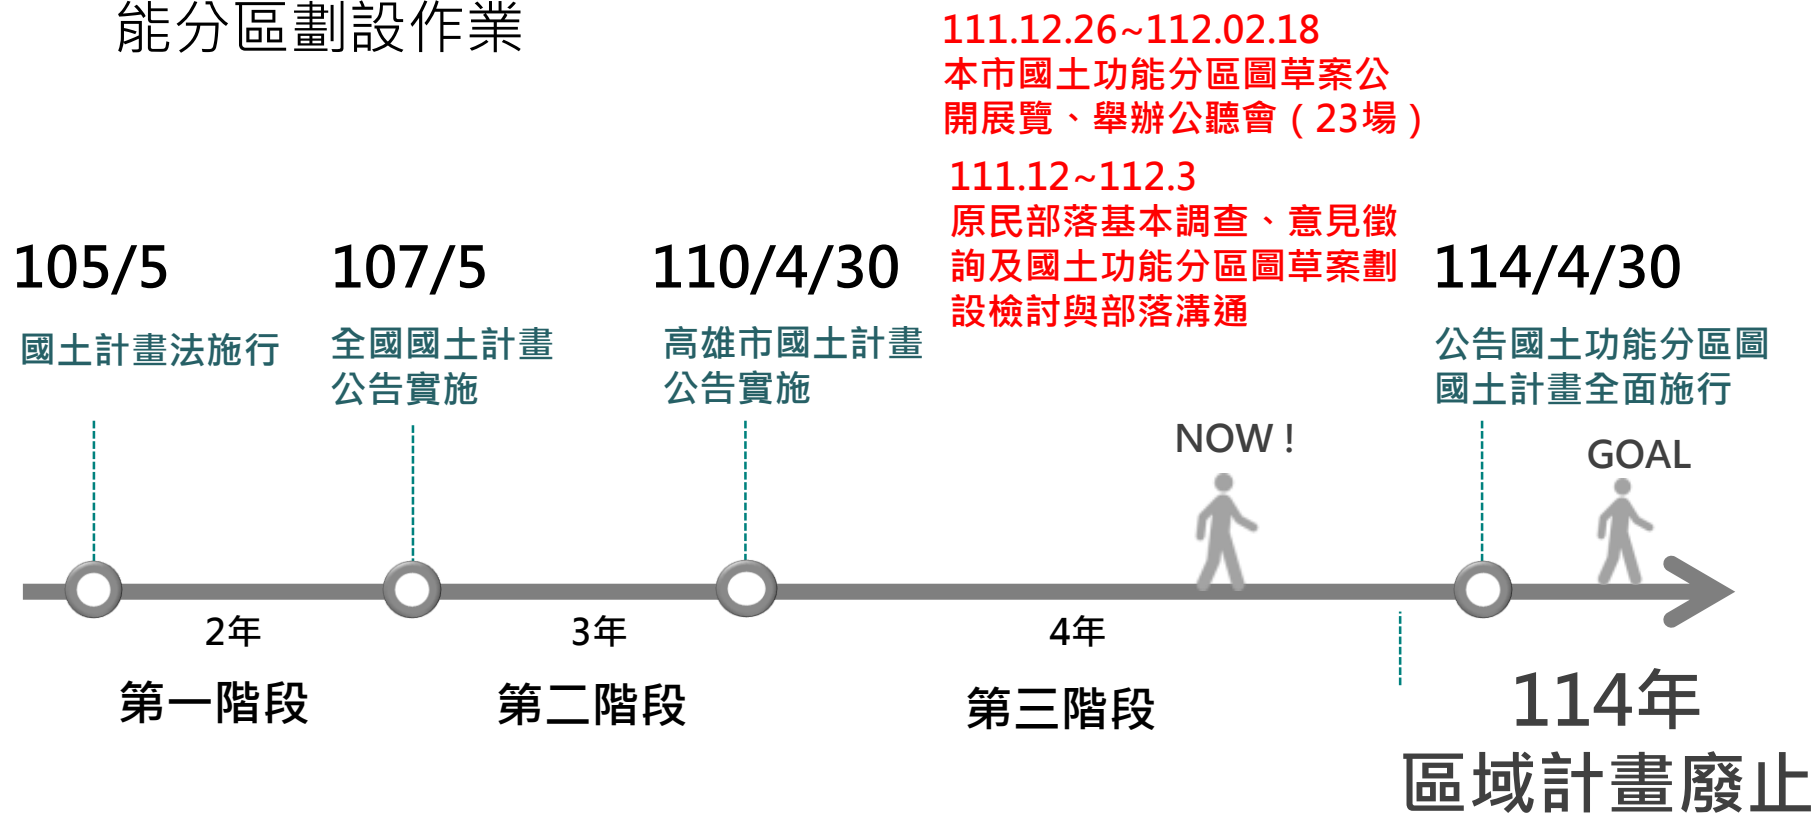 能分區劃設作業
111.12.26~112.02.18
本市國土功能分區圖草案公
開展覽、舉辦公聽會（23場）
111.12~112.3
原民部落基本調查、意見徵
詢及國土功能分區圖草案劃
設檢討與部落溝通
105/5
國土計畫法施行
107/5
全國國土計畫
公告實施
110/4/30
高雄市國土計畫
公告實施
114/4/30
公告國土功能分區圖
國土計畫全面施行
NOW !
GOAL
2年
3年
4年
第一階段
第二階段
第三階段
114年
區域計畫廢止